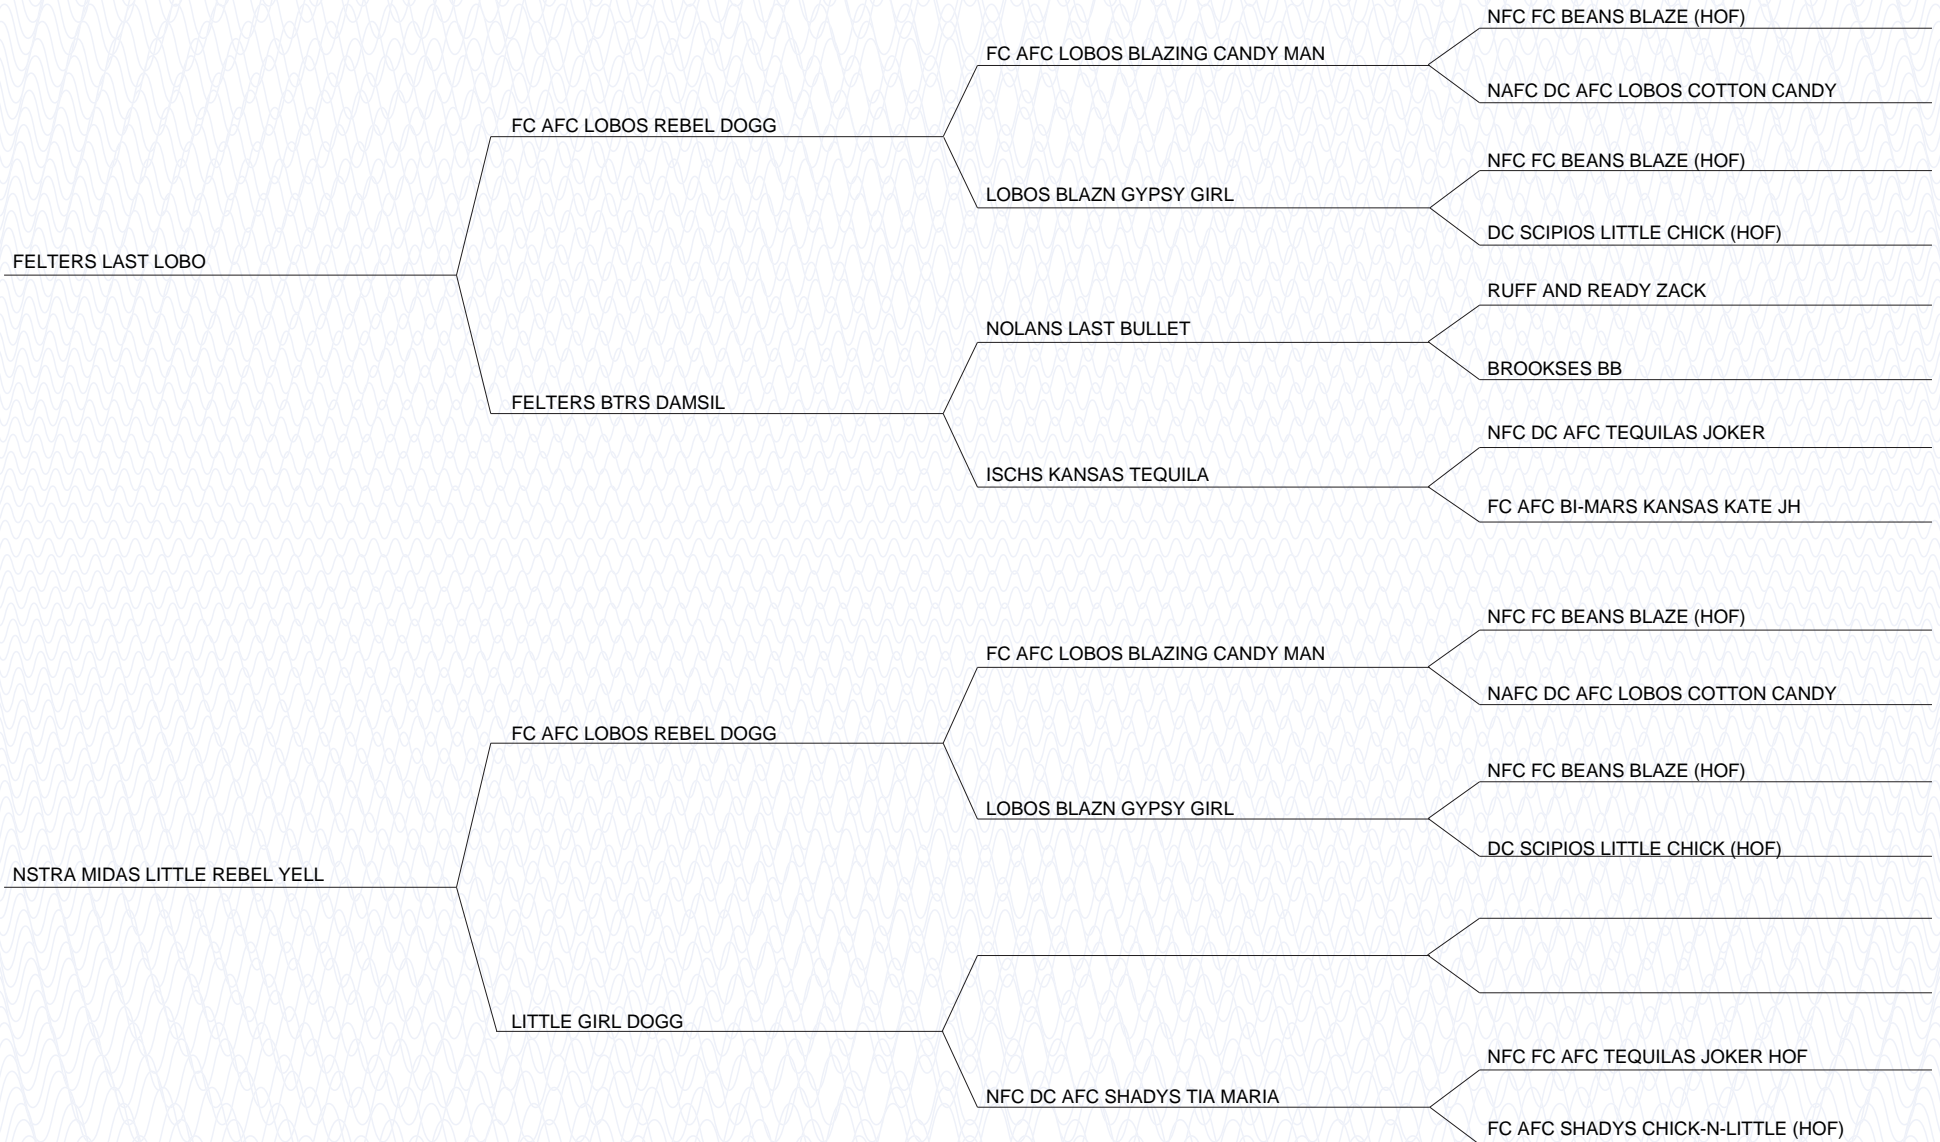 NFC FC BEANS BLAZE (HOF)
FC AFC LOBOS BLAZING CANDY MAN
NAFC DC AFC LOBOS COTTON CANDY
FC AFC LOBOS REBEL DOGG
NFC FC BEANS BLAZE (HOF)
LOBOS BLAZN GYPSY GIRL
DC SCIPIOS LITTLE CHICK (HOF)
FELTERS LAST LOBO
RUFF AND READY ZACK
NOLANS LAST BULLET
BROOKSES BB
FELTERS BTRS DAMSIL
NFC DC AFC TEQUILAS JOKER
ISCHS KANSAS TEQUILA
FC AFC BI-MARS KANSAS KATE JH
NFC FC BEANS BLAZE (HOF)
FC AFC LOBOS BLAZING CANDY MAN
NAFC DC AFC LOBOS COTTON CANDY
FC AFC LOBOS REBEL DOGG
NFC FC BEANS BLAZE (HOF)
LOBOS BLAZN GYPSY GIRL
DC SCIPIOS LITTLE CHICK (HOF)
NSTRA MIDAS LITTLE REBEL YELL
LITTLE GIRL DOGG
NFC FC AFC TEQUILAS JOKER HOF
NFC DC AFC SHADYS TIA MARIA
FC AFC SHADYS CHICK-N-LITTLE (HOF)